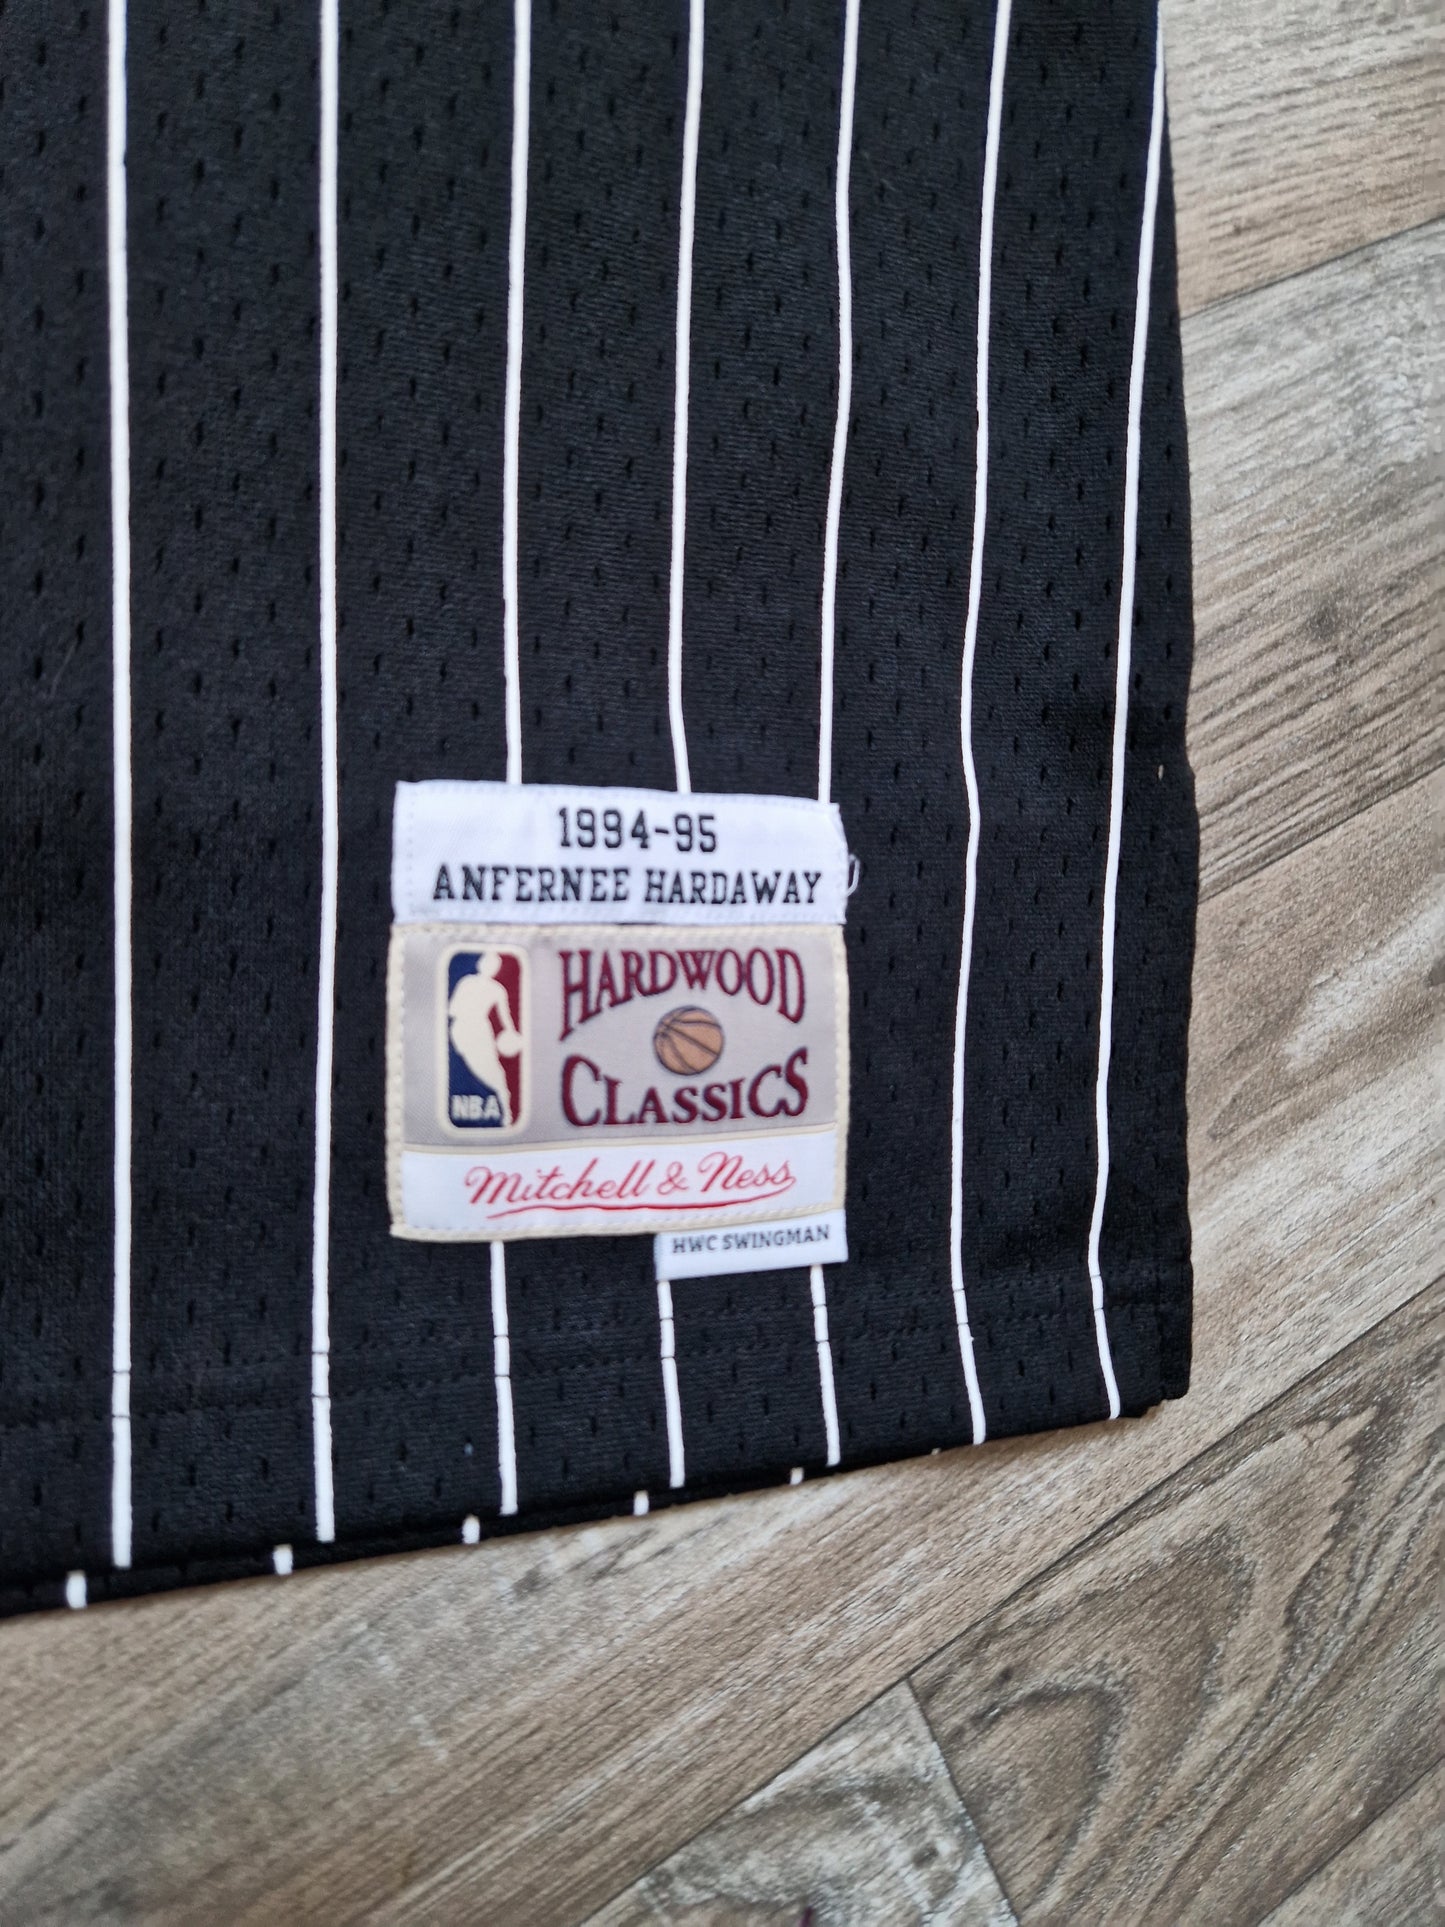 1994-95
ANFERNEE HARDAWAY
HARDWOOD
CLASSICS
NBA
Mitchell & Ness
HWC SWINGMAN